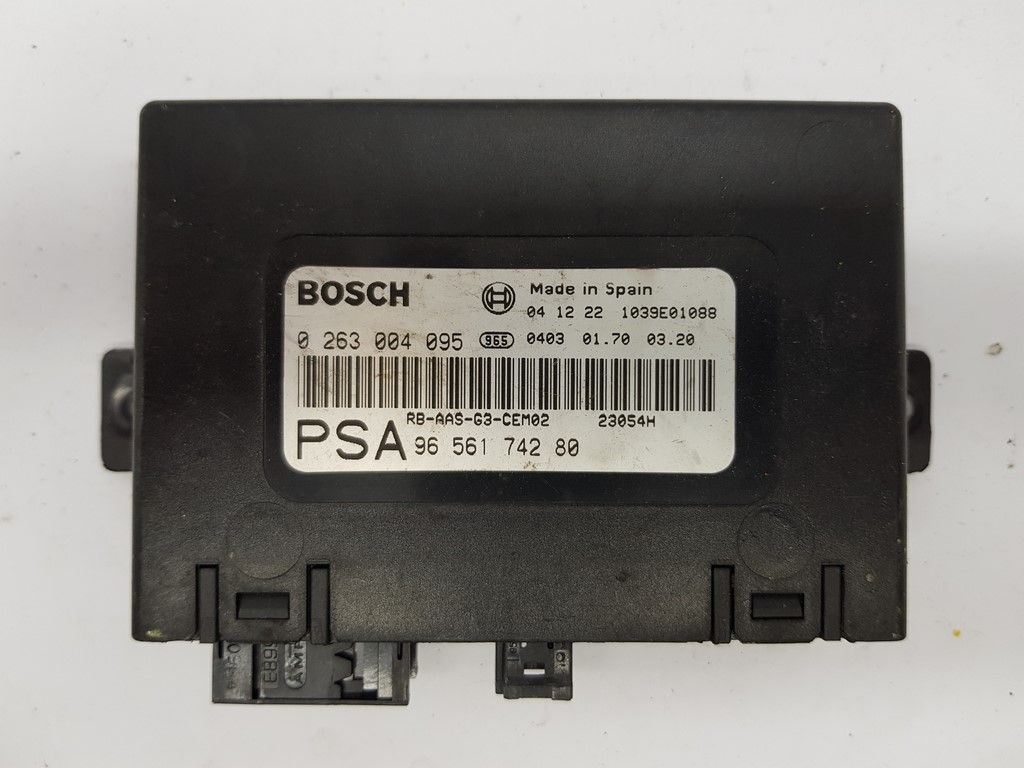 BOSCH
Made in Spain
04 12 22 1039E01088
0 263 004 095 965 0403 01.70 03.20
RB-AAS-G3-CEM02 23054H
PSA 96 561 742 80
AMP